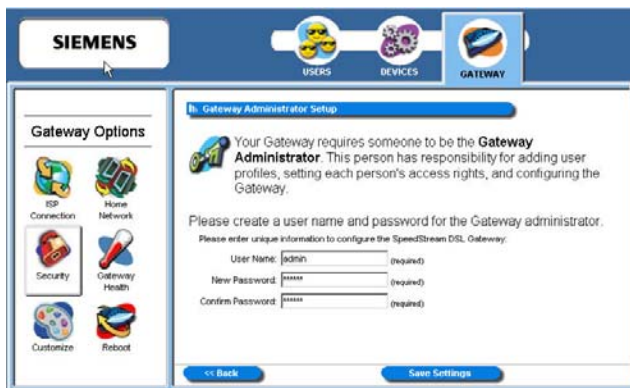 SIEMENS
USERS
DEVICES
GATEWAY
Gateway Options
ISP Connection
Home Network
Security
Gateway Health
Customize
Reboot
Gateway Administrator Setup
Your Gateway requires someone to be the Gateway
Administrator. This person has responsibility for adding user
profiles, setting each person's access rights, and configuring the
Gateway.
Please create a user name and password for the Gateway administrator.
Please enter unique information to configure the SpeedStream DSL Gateway:
User Name: admin (required)
New Password: ****** (required)
Confirm Password: ****** (required)
<< Back
Save Settings